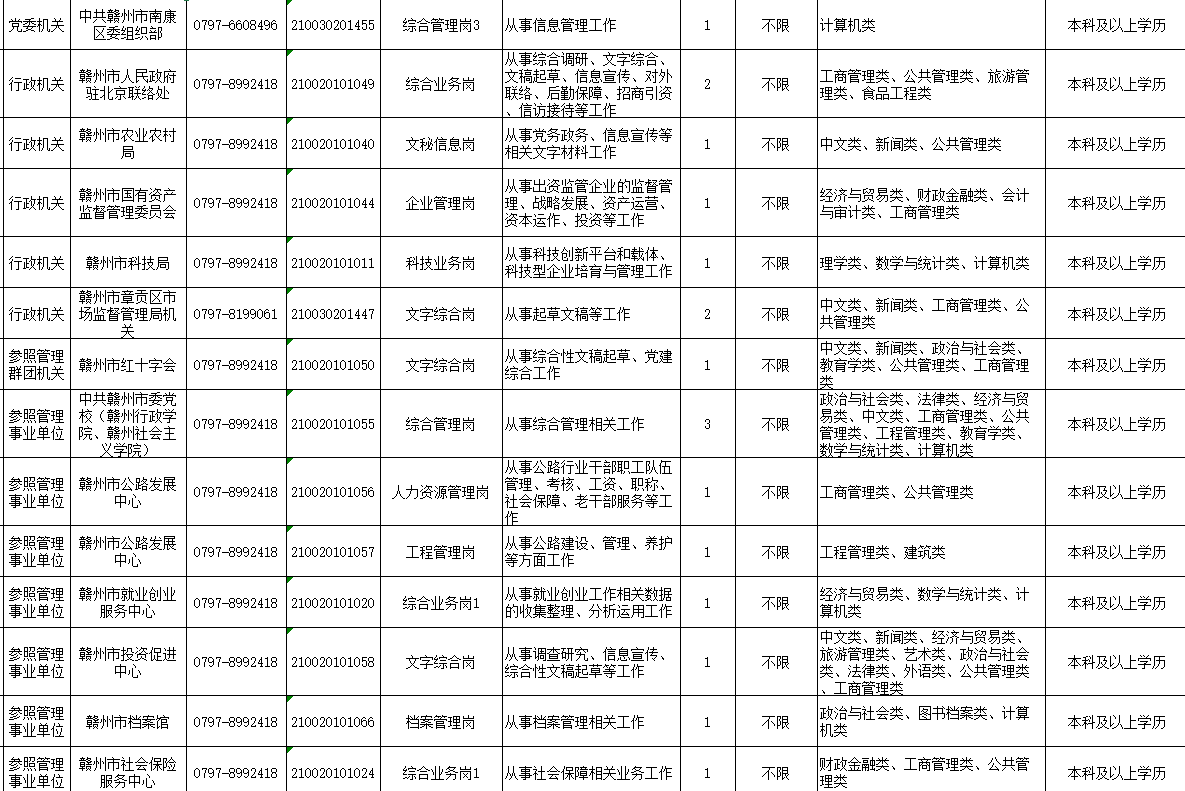 党委机关 中共赣州市南康区委组织部 0797-6608496 210030201455 综合管理岗3 从事信息管理工作 1 不限 计算机类 本科及以上学历
行政机关 赣州市人民政府驻北京联络处 0797-8992418 210020101049 综合业务岗 从事综合调研、文字综合、文稿起草、信息宣传、对外联络、后勤保障、招商引资、信访接待等工作 2 不限 工商管理类、公共管理类、旅游管理类、食品工程类 本科及以上学历
行政机关 赣州市农业农村局 0797-8992418 210020101040 文秘信息岗 从事党务政务、信息宣传等相关文字材料工作 1 不限 中文类、新闻类、公共管理类 本科及以上学历
行政机关 赣州市国有资产监督管理委员会 0797-8992418 210020101044 企业管理岗 从事出资监管企业的监督管理、战略发展、资产运营、资本运作、投资等工作 1 不限 经济与贸易类、财政金融类、会计与审计类、工商管理类 本科及以上学历
行政机关 赣州市科技局 0797-8992418 210020101011 科技业务岗 从事科技创新平台和载体、科技型企业培育与管理工作 1 不限 理学类、数学与统计类、计算机类 本科及以上学历
行政机关 赣州市章贡区市场监督管理局机关 0797-8199061 210030201447 文字综合岗 从事起草文稿等工作 2 不限 中文类、新闻类、工商管理类、公共管理类 本科及以上学历
参照管理群团机关 赣州市红十字会 0797-8992418 210020101050 文字综合岗 从事综合性文稿起草、党建综合工作 1 不限 中文类、新闻类、政治与社会类、教育学类、公共管理类、工商管理类 本科及以上学历
参照管理事业单位 中共赣州市委党校（赣州行政学院、赣州社会主义学院） 0797-8992418 210020101055 综合管理岗 从事综合管理相关工作 3 不限 政治与社会类、法律类、经济与贸易类、中文类、工商管理类、公共管理类、工程管理类、教育学类、数学与统计类、计算机类 本科及以上学历
参照管理事业单位 赣州市公路发展中心 0797-8992418 210020101056 人力资源管理岗 从事公路行业干部职工队伍管理、考核、工资、职称、社会保障、老干部服务等工作 1 不限 工商管理类、公共管理类 本科及以上学历
参照管理事业单位 赣州市公路发展中心 0797-8992418 210020101057 工程管理岗 从事公路建设、管理、养护等方面工作 1 不限 工程管理类、建筑类 本科及以上学历
参照管理事业单位 赣州市就业创业服务中心 0797-8992418 210020101020 综合业务岗1 从事就业创业工作相关数据的收集整理、分析运用工作 1 不限 经济与贸易类、数学与统计类、计算机类 本科及以上学历
参照管理事业单位 赣州市投资促进中心 0797-8992418 210020101058 文字综合岗 从事调查研究、信息宣传、综合性文稿起草等工作 1 不限 中文类、新闻类、经济与贸易类、旅游管理类、艺术类、政治与社会类、法律类、外语类、公共管理类、工商管理类 本科及以上学历
参照管理事业单位 赣州市档案馆 0797-8992418 210020101066 档案管理岗 从事档案管理相关工作 1 不限 政治与社会类、图书档案类、计算机类 本科及以上学历
参照管理事业单位 赣州市社会保险服务中心 0797-8992418 210020101024 综合业务岗1 从事社会保障相关业务工作 1 不限 财政金融类、工商管理类、公共管理类 本科及以上学历